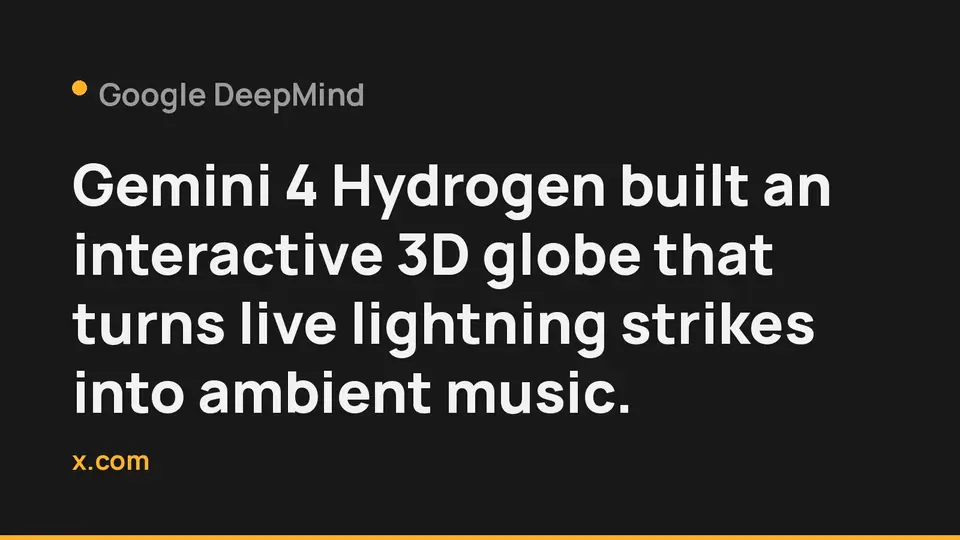 Google DeepMind
Gemini 4 Hydrogen built an
interactive 3D globe that
turns live lightning strikes
into ambient music.
x.com